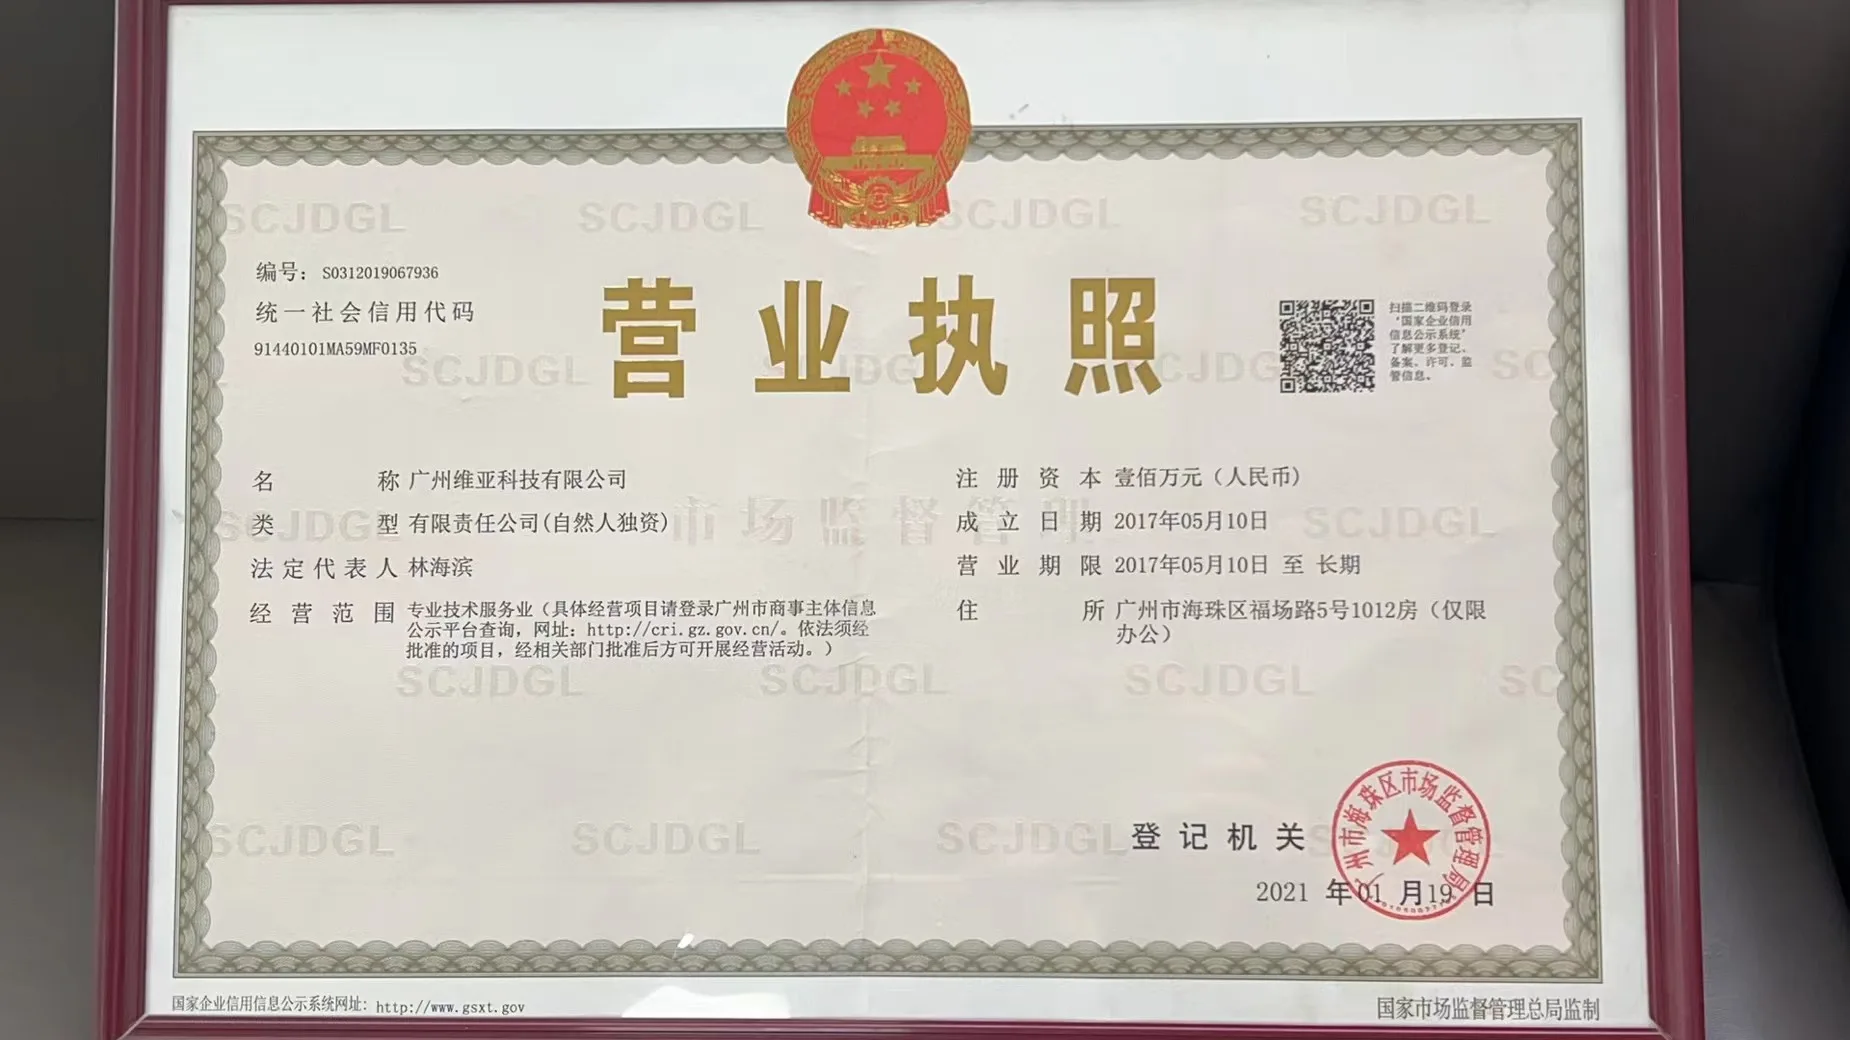 编号： S0312019067936
统一社会信用代码
91440101MA59MF0135
营业执照
扫描二维码登录
‘国家企业信用
信息公示系统’
了解更多登记、
备案、许可、监
管信息。
名称 广州维亚科技有限公司
类型 有限责任公司(自然人独资)
法定代表人 林海滨
经营范围 专业技术服务业（具体经营项目请登录广州市商事主体信息
公示平台查询，网址：http://cri.gz.gov.cn/。依法须经
批准的项目，经相关部门批准后方可开展经营活动。）
注册资本 壹佰万元（人民币）
成立日期 2017年05月10日
营业期限 2017年05月10日 至 长期
住所 广州市海珠区福场路5号1012房（仅限
办公）
市场监督管理
SCJDGL
登记机关
广州市海珠区市场监督管理局
2021 年 01 月 19 日
国家企业信用信息公示系统网址：http://www.gsxt.gov
国家市场监督管理总局监制